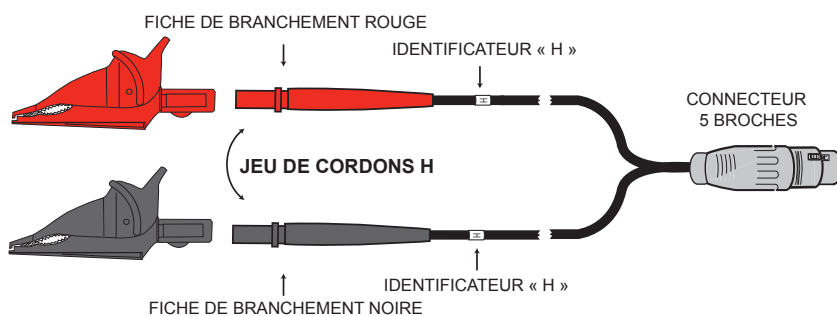 FICHE DE BRANCHEMENT ROUGE
IDENTIFICATEUR « H »
H
CONNECTEUR
5 BROCHES
JEU DE CORDONS H
H
IDENTIFICATEUR « H »
FICHE DE BRANCHEMENT NOIRE